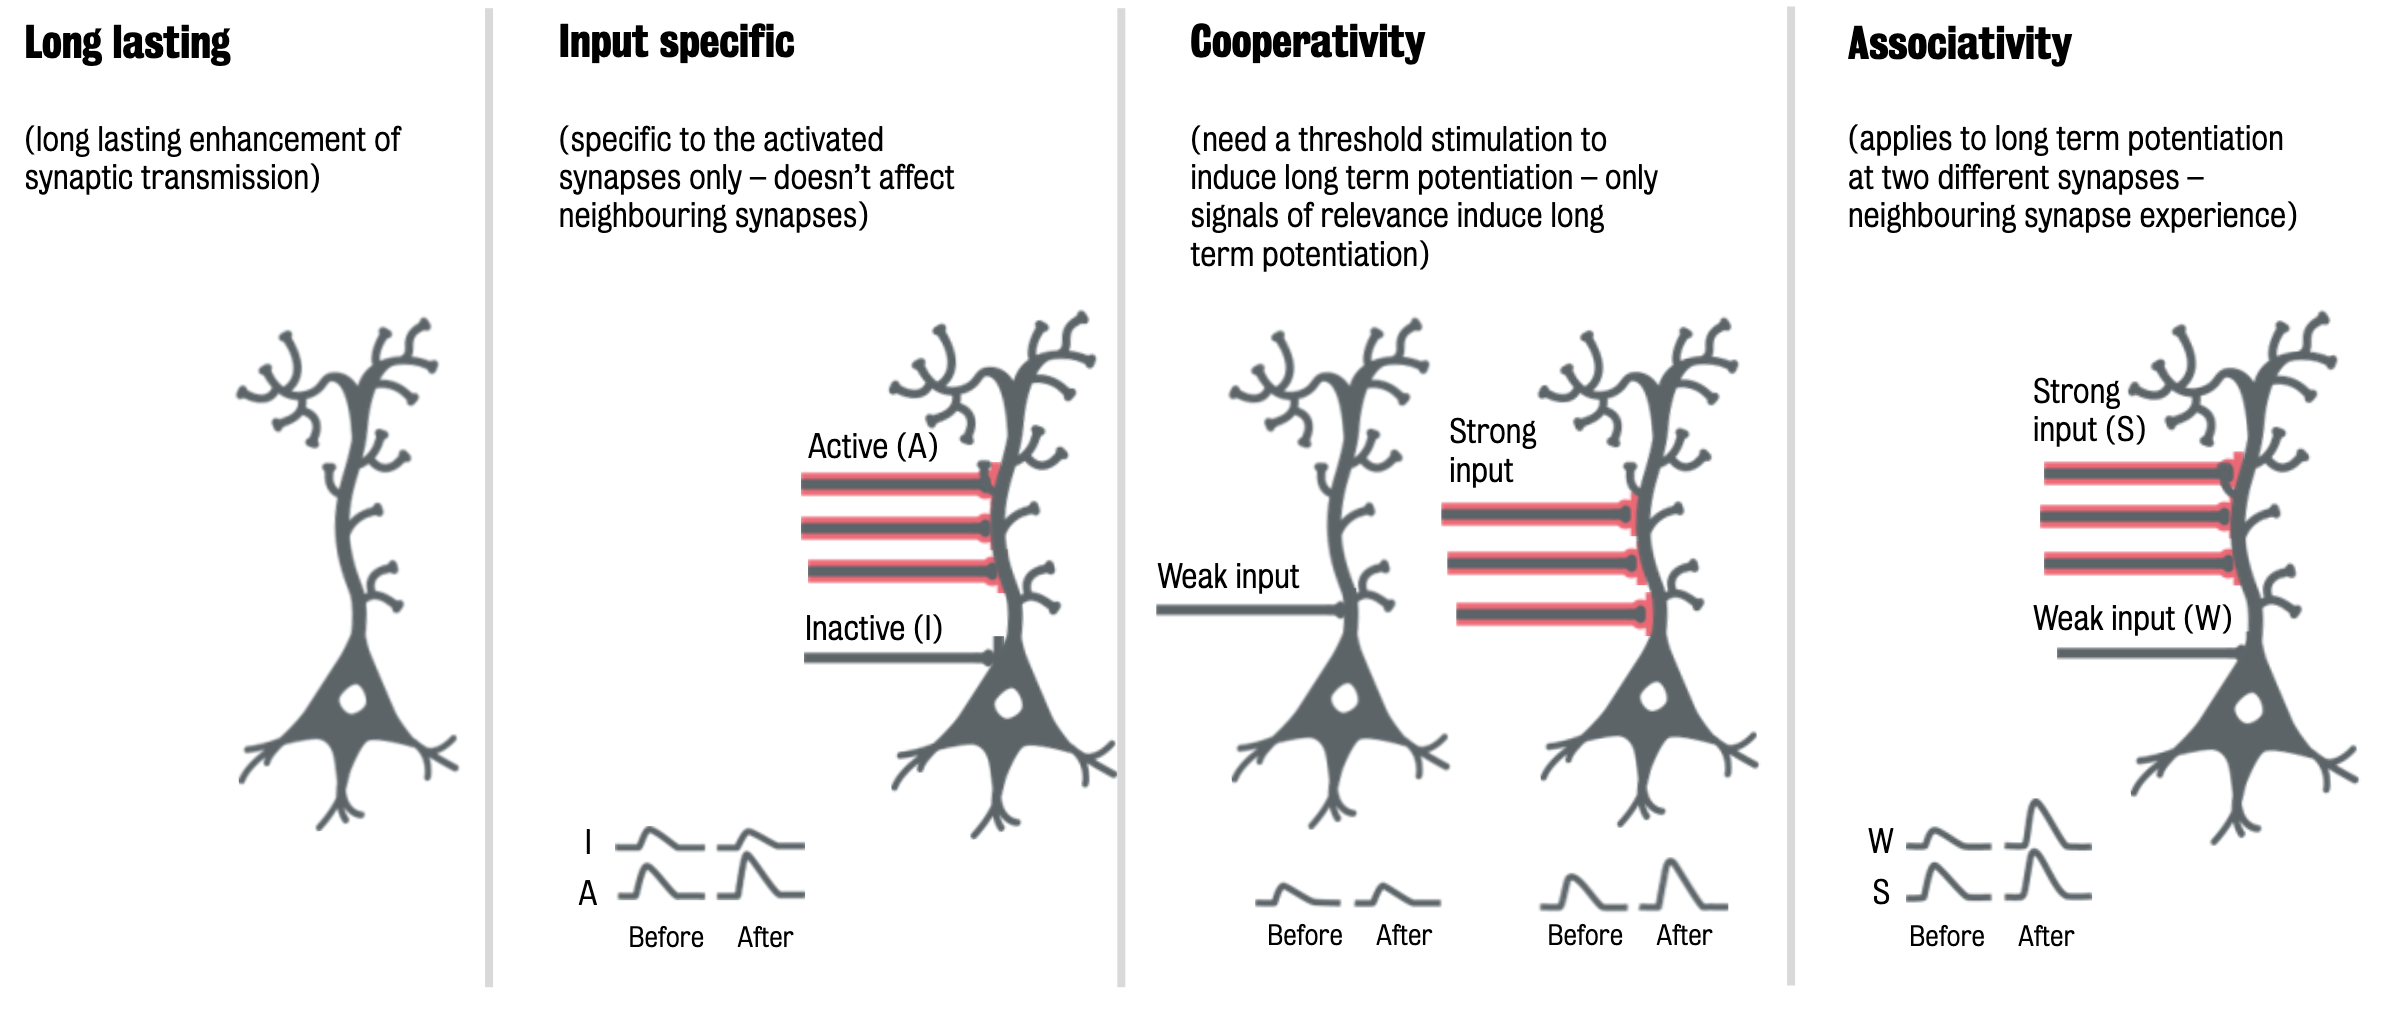 Long lasting
(long lasting enhancement of
synaptic transmission)
Input specific
(specific to the activated
synapses only – doesn’t affect
neighbouring synapses)
Active (A)
Inactive (I)
I
A
Before
After
Cooperativity
(need a threshold stimulation to
induce long term potentiation – only
signals of relevance induce long
term potentiation)
Weak input
Strong
input
Before
After
Before
After
Associativity
(applies to long term potentiation
at two different synapses –
neighbouring synapse experience)
Strong
input (S)
Weak input (W)
W
S
Before
After